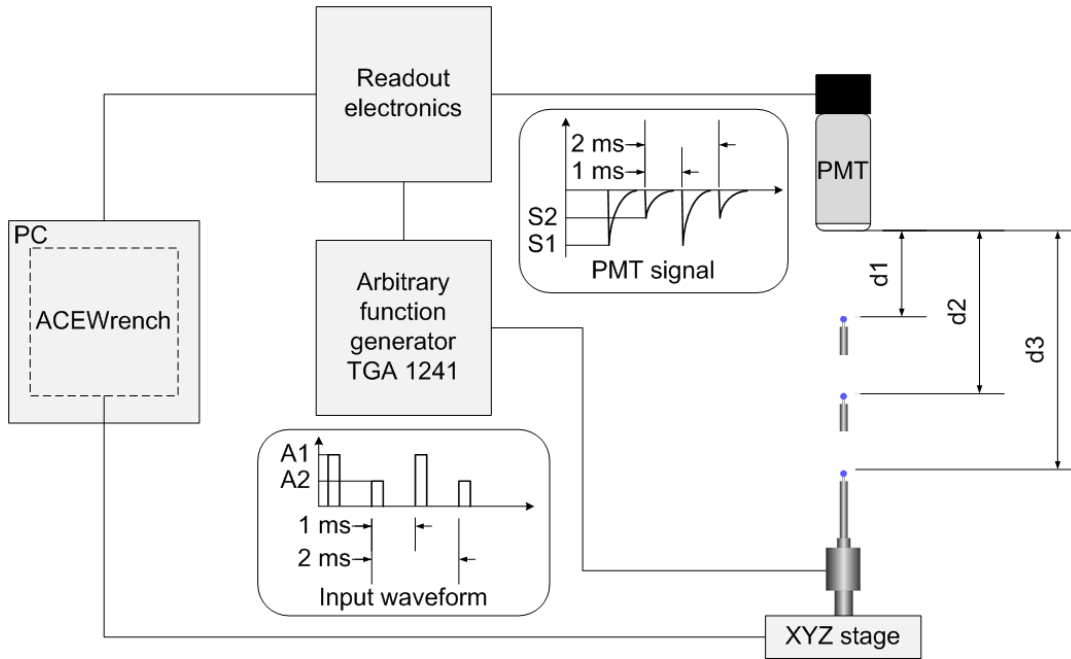 Readout
electronics
PMT
2 ms
1 ms
S2
S1
PMT signal
PC
ACEWrench
Arbitrary
function
generator
TGA 1241
d1
d2
d3
A1
A2
1 ms
2 ms
Input waveform
XYZ stage